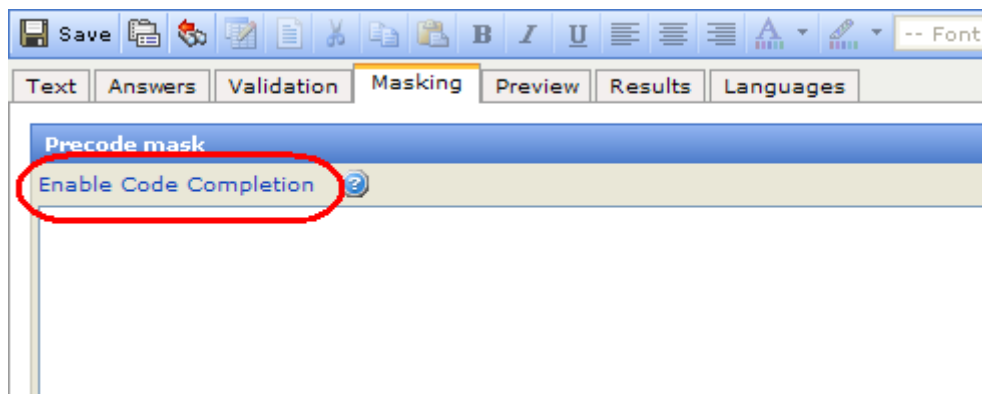 Save B I U A -- Font
Text Answers Validation Masking Preview Results Languages
Precode mask
Enable Code Completion ?